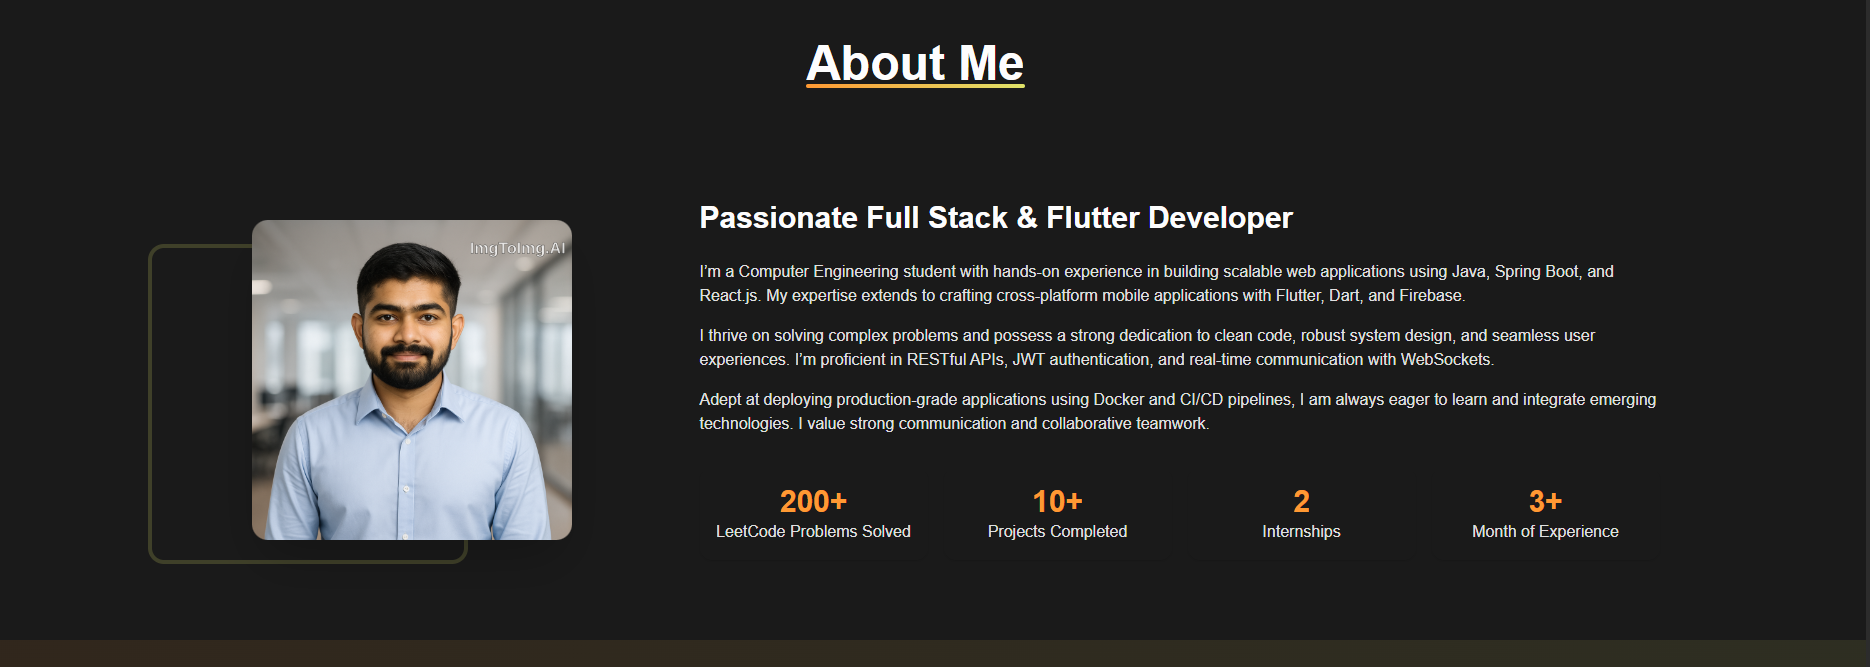 About Me
ImgToImg.AI
Passionate Full Stack & Flutter Developer
I’m a Computer Engineering student with hands-on experience in building scalable web applications using Java, Spring Boot, and
React.js. My expertise extends to crafting cross-platform mobile applications with Flutter, Dart, and Firebase.
I thrive on solving complex problems and possess a strong dedication to clean code, robust system design, and seamless user
experiences. I’m proficient in RESTful APIs, JWT authentication, and real-time communication with WebSockets.
Adept at deploying production-grade applications using Docker and CI/CD pipelines, I am always eager to learn and integrate emerging
technologies. I value strong communication and collaborative teamwork.
200+
LeetCode Problems Solved
10+
Projects Completed
2
Internships
3+
Month of Experience